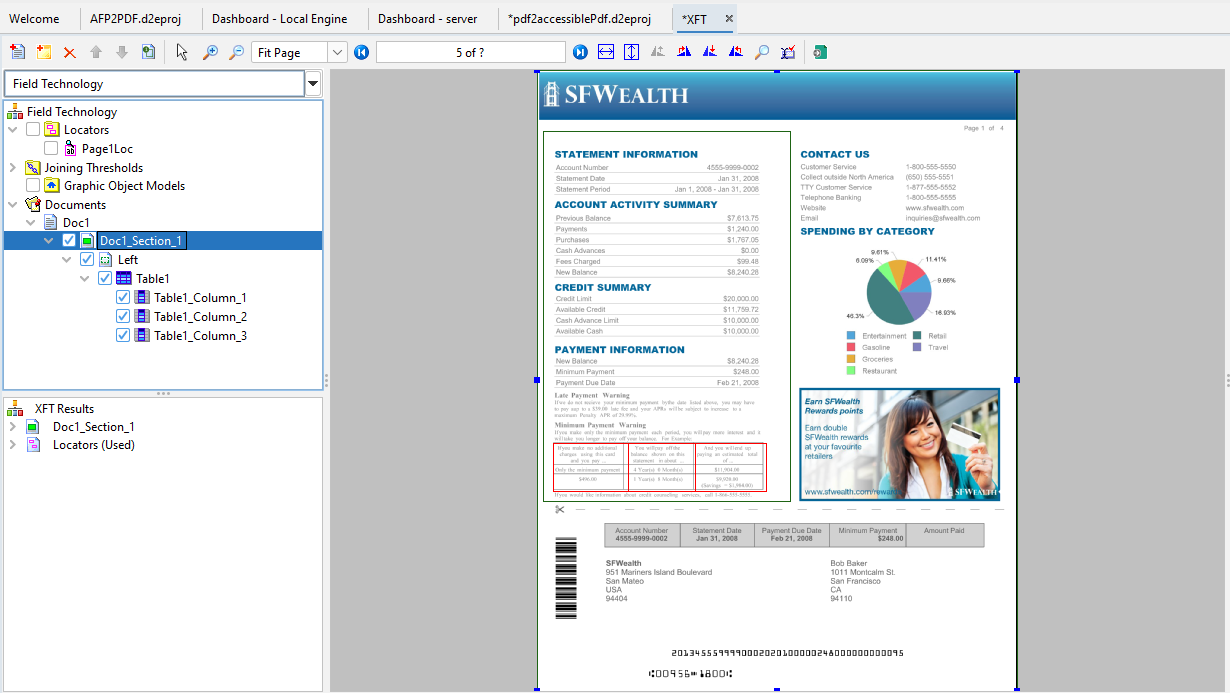 Welcome AFP2PDF.d2eproj Dashboard - Local Engine Dashboard - server *pdf2accessiblePdf.d2eproj *XFT
Fit Page 5 of ?
Field Technology
Field Technology
Locators
Page1Loc
Joining Thresholds
Graphic Object Models
Documents
Doc1
Doc1_Section_1
Left
Table1
Table1_Column_1
Table1_Column_2
Table1_Column_3
XFT Results
Doc1_Section_1
Locators (Used)
SFWEALTH
Page 1 of 4
STATEMENT INFORMATION
Account Number 4555-9999-0002
Statement Date Jan 31, 2008
Statement Period Jan 1, 2008 - Jan 31, 2008
ACCOUNT ACTIVITY SUMMARY
Previous Balance $7,613.75
Payments $1,240.00
Purchases $1,767.05
Cash Advances $0.00
Fees Charged $99.48
New Balance $8,240.28
CREDIT SUMMARY
Credit Limit $20,000.00
Available Credit $11,759.72
Cash Advance Limit $10,000.00
Available Cash $10,000.00
PAYMENT INFORMATION
New Balance $8,240.28
Minimum Payment $248.00
Payment Due Date Feb 21, 2008
Late Payment Warning
If you do not recieve your minimum payment bythe date listed above, you may have
to pay aup to a $39.00 late fee and your APRs will be subject to increase to a
maximum Penalty APR of 29.99%.
Minimum Payment Warning
If you make only the minimum payment each period, you willpay more interest and it
willtake you longer to pay off your balance. For Example:
If you make no additional You willpay off the And you will end up
charges using this card balance shown on this paying an estimated total
and you pay ... statement in about ... of ...
Only the minimum payment 4 Year(s) 0 Month(s) $11,904.00
$496.00 1 Year(s) 8 Month(s) $9,920.00
(Savings = $1,984.00)
If you would like information about credit counseling services, call 1-866-555-5555.
CONTACT US
Customer Service 1-800-555-5550
Collect outside North America (650) 555-5551
TTY Customer Service 1-877-555-5552
Telephone Banking 1-800-555-5555
Website www.sfwealth.com
Email inquiries@sfwealth.com
SPENDING BY CATEGORY
9.61%
6.09% 11.41%
9.66%
46.3% 16.93%
Entertainment Retail
Gasoline Travel
Groceries
Restaurant
Earn SFWealth
Rewards points
Earn double
SFWealth rewards
at your favourite
retailers
www.sfwealth.com/rewar SFWEALTH
Account Number Statement Date Payment Due Date Minimum Payment Amount Paid
4555-9999-0002 Jan 31, 2008 Feb 21, 2008 $248.00
SFWealth
951 Mariners Island Boulevard
San Mateo
USA
94404
Bob Baker
1011 Montcalm St.
San Francisco
CA
94110